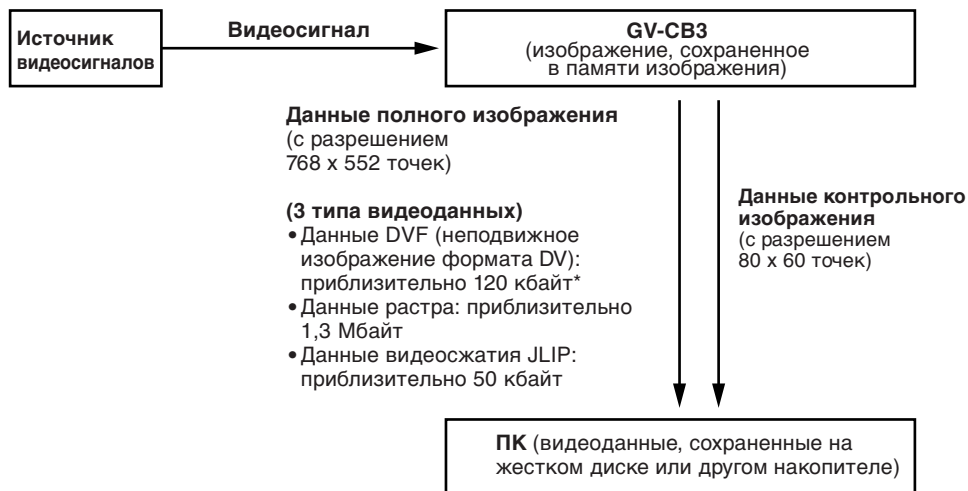 Источник
видеосигналов
Видеосигнал
GV-CB3
(изображение, сохраненное
в памяти изображения)
Данные полного изображения
(с разрешением
768 x 552 точек)
(3 типа видеоданных)
• Данные DVF (неподвижное
изображение формата DV):
приблизительно 120 кбайт*
• Данные растра: приблизительно
1,3 Мбайт
• Данные видеосжатия JLIP:
приблизительно 50 кбайт
Данные контрольного
изображения
(с разрешением
80 x 60 точек)
ПК (видеоданные, сохраненные на
жестком диске или другом накопителе)